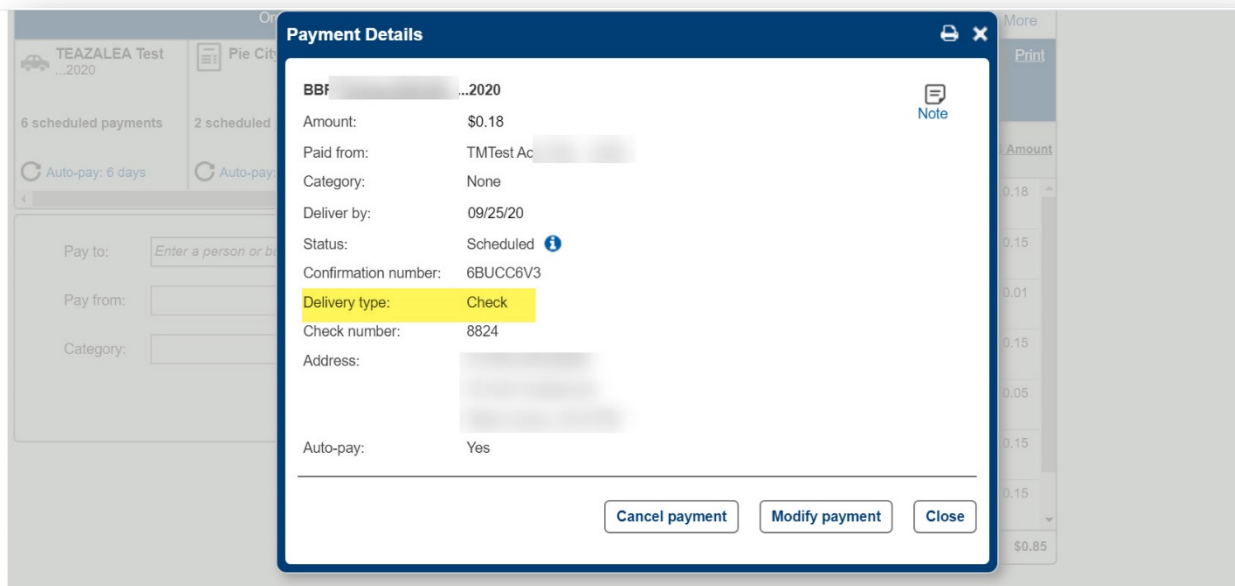 Or
More
TEAZALEA Test
...2020
Pie City
Print
6 scheduled payments
2 scheduled
Auto-pay: 6 days
Auto-pay:
Amount
0.18
0.15
0.01
0.15
0.05
0.15
0.15
$0.85
Pay to:
Enter a person or bu
Pay from:
Category:
Payment Details
...2020
Note
Amount: $0.18
Paid from: TMTest Ac
Category: None
Deliver by: 09/25/20
Status: Scheduled
Confirmation number: 6BUCC6V3
Delivery type: Check
Check number: 8824
Address:
Auto-pay: Yes
Cancel payment Modify payment Close